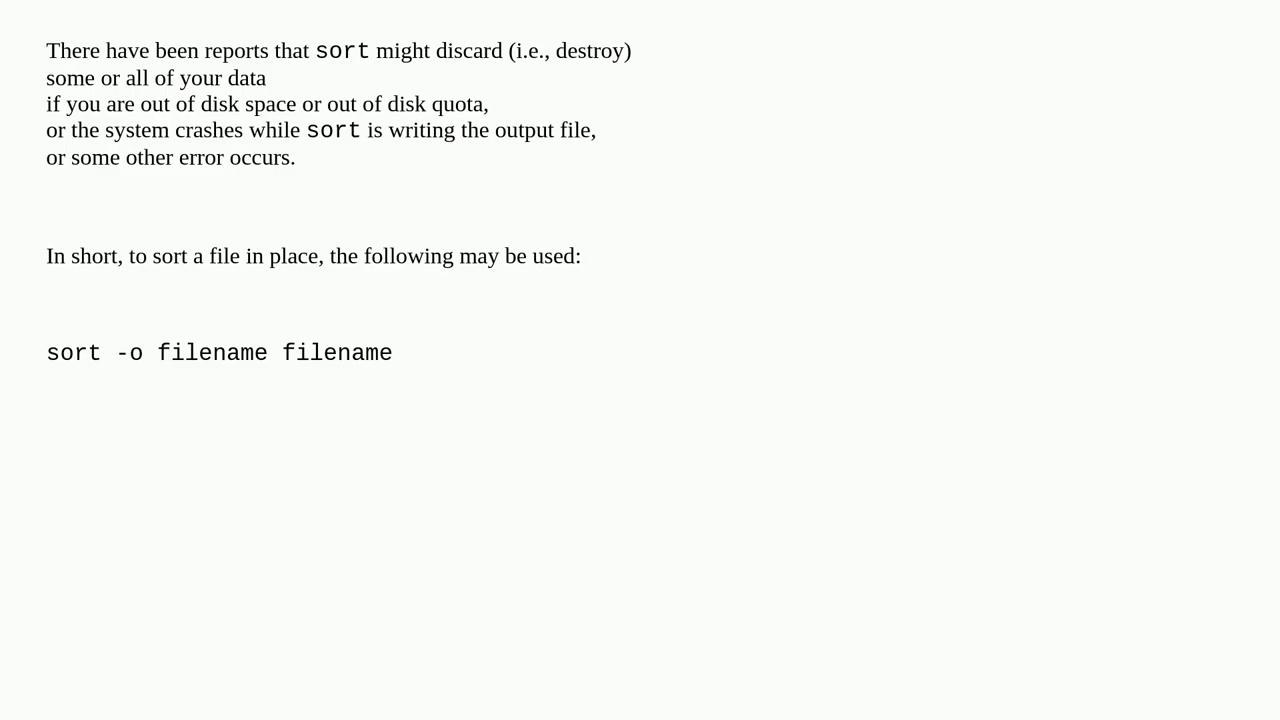 There have been reports that sort might discard (i.e., destroy)
some or all of your data
if you are out of disk space or out of disk quota,
or the system crashes while sort is writing the output file,
or some other error occurs.
In short, to sort a file in place, the following may be used:
sort -o filename filename